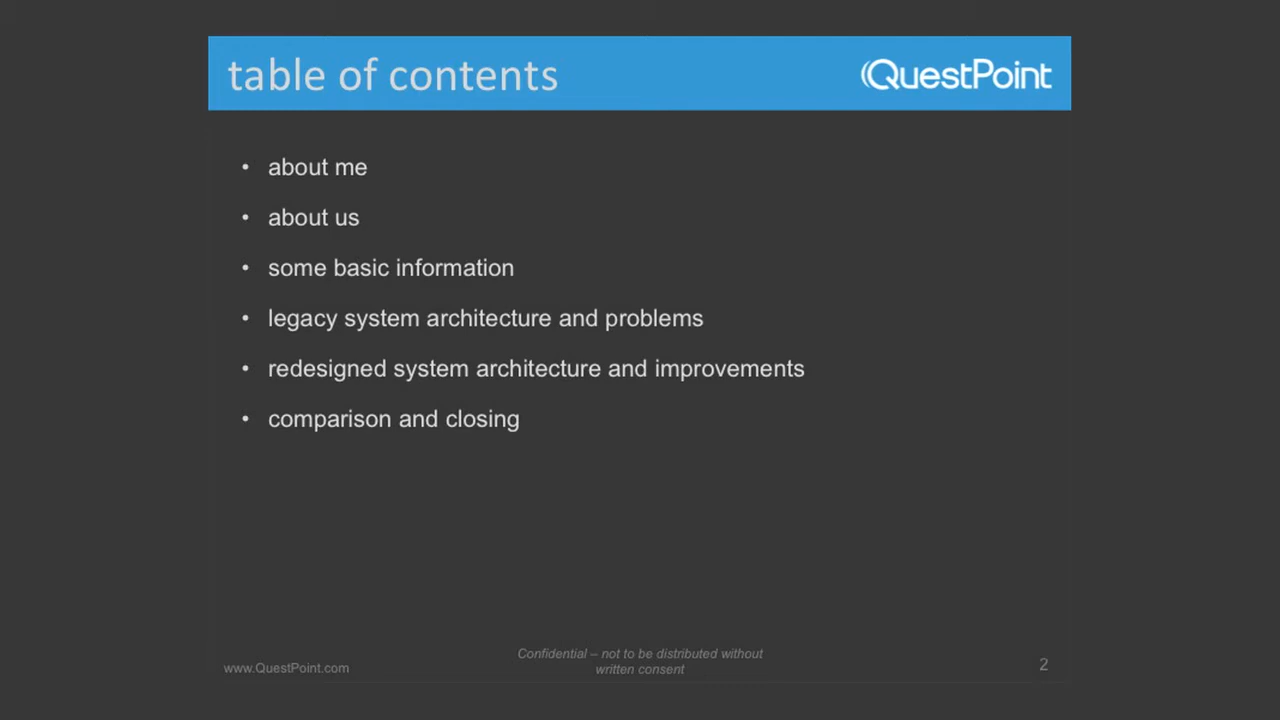 table of contents
QuestPoint
• about me
• about us
• some basic information
• legacy system architecture and problems
• redesigned system architecture and improvements
• comparison and closing
www.QuestPoint.com
Confidential – not to be distributed without
written consent
2